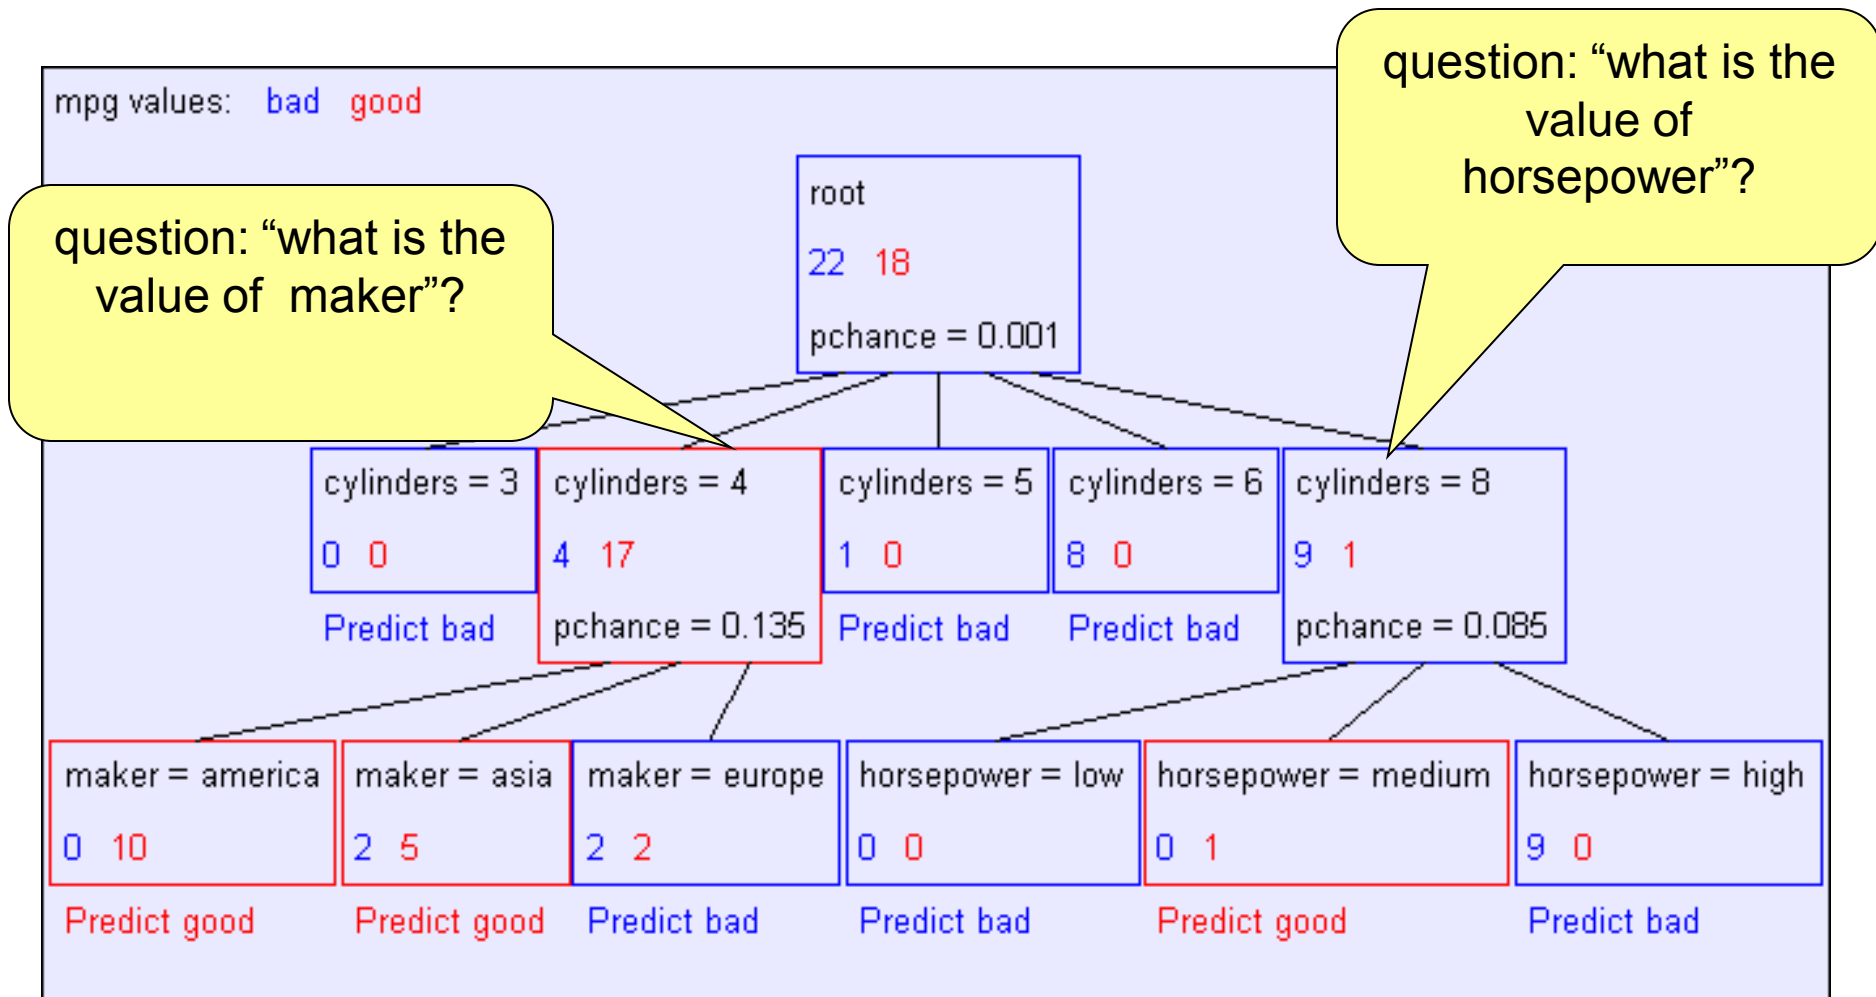 question: “what is the
value of
horsepower”?
mpg values: bad good
question: “what is the
value of maker”?
root
22 18
pchance = 0.001
cylinders = 3
0 0
Predict bad
cylinders = 4
4 17
pchance = 0.135
cylinders = 5
1 0
Predict bad
cylinders = 6
8 0
Predict bad
cylinders = 8
9 1
pchance = 0.085
maker = america
0 10
Predict good
maker = asia
2 5
Predict good
maker = europe
2 2
Predict bad
horsepower = low
0 0
Predict bad
horsepower = medium
0 1
Predict good
horsepower = high
9 0
Predict bad